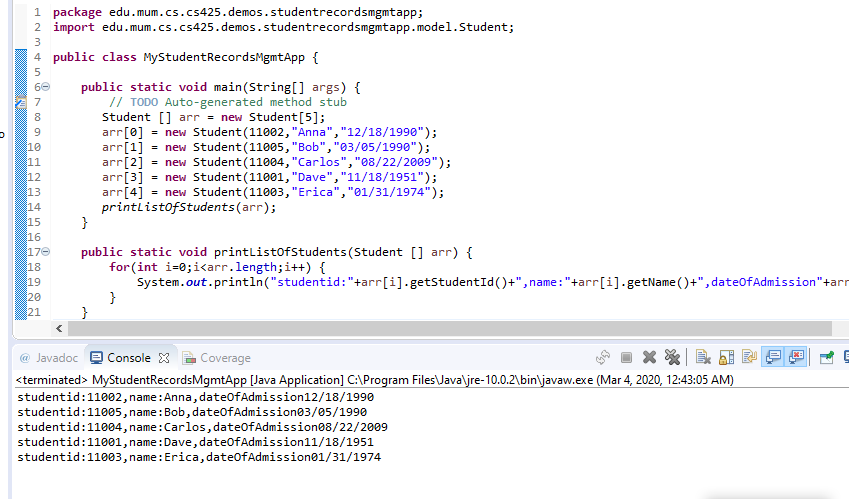 1 package edu.mum.cs.cs425.demos.studentrecordsmgmtapp;
2 import edu.mum.cs.cs425.demos.studentrecordsmgmtapp.model.Student;
3
4 public class MyStudentRecordsMgmtApp {
5
6 public static void main(String[] args) {
7 // TODO Auto-generated method stub
8 Student [] arr = new Student[5];
9 arr[0] = new Student(11002,"Anna","12/18/1990");
10 arr[1] = new Student(11005,"Bob","03/05/1990");
11 arr[2] = new Student(11004,"Carlos","08/22/2009");
12 arr[3] = new Student(11001,"Dave","11/18/1951");
13 arr[4] = new Student(11003,"Erica","01/31/1974");
14 printListOfStudents(arr);
15 }
16
17 public static void printListOfStudents(Student [] arr) {
18 for(int i=0;i<arr.length;i++) {
19 System.out.println("studentid:"+arr[i].getStudentId()+",name:"+arr[i].getName()+",dateOfAdmission"+arr
20 }
21 }
@ Javadoc Console Coverage
<terminated> MyStudentRecordsMgmtApp [Java Application] C:\Program Files\Java\jre-10.0.2\bin\javaw.exe (Mar 4, 2020, 12:43:05 AM)
studentid:11002,name:Anna,dateOfAdmission12/18/1990
studentid:11005,name:Bob,dateOfAdmission03/05/1990
studentid:11004,name:Carlos,dateOfAdmission08/22/2009
studentid:11001,name:Dave,dateOfAdmission11/18/1951
studentid:11003,name:Erica,dateOfAdmission01/31/1974